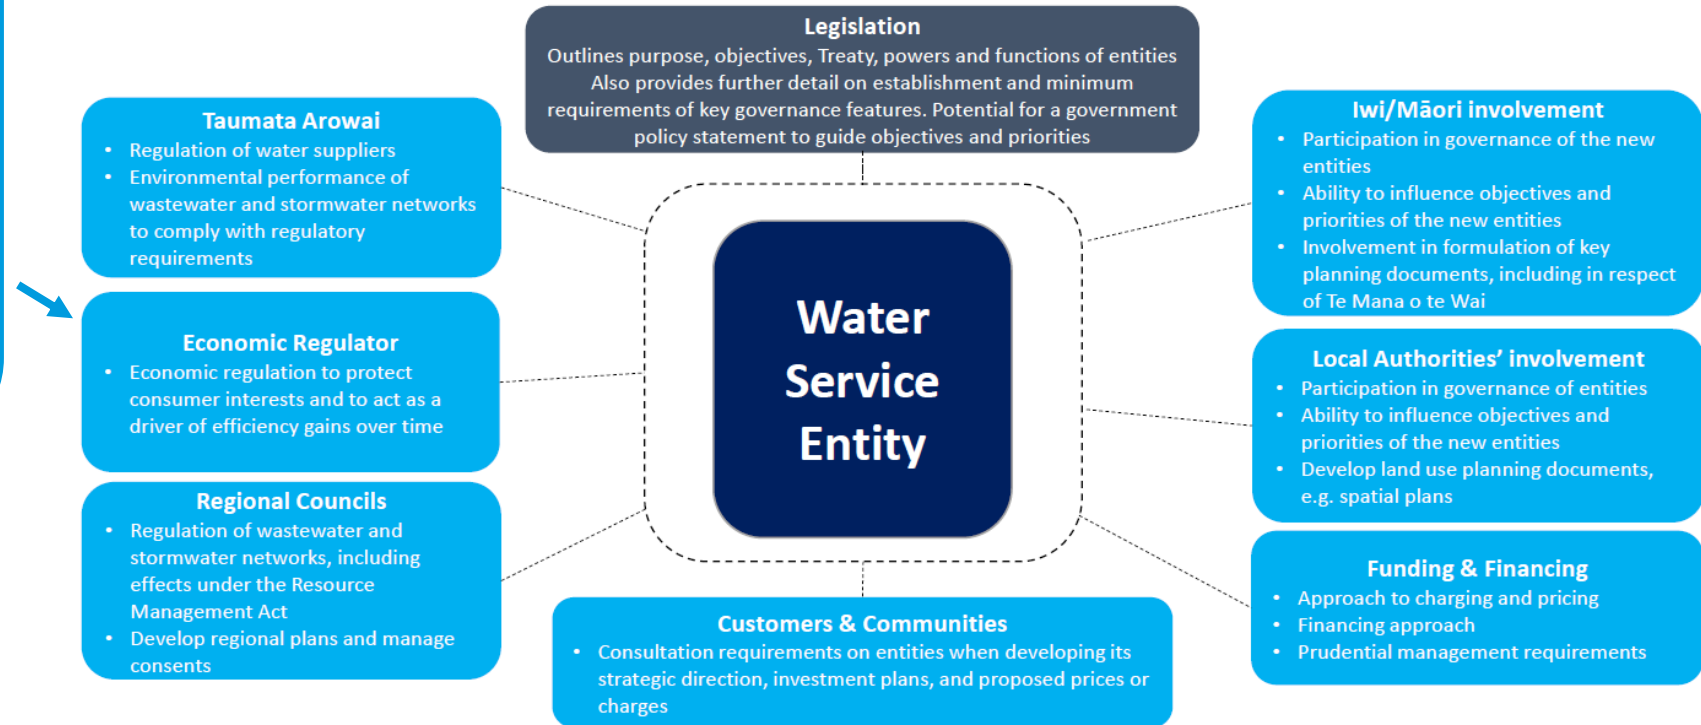 Legislation
Outlines purpose, objectives, Treaty, powers and functions of entities
Also provides further detail on establishment and minimum
requirements of key governance features. Potential for a government
policy statement to guide objectives and priorities
Taumata Arowai
• Regulation of water suppliers
• Environmental performance of
wastewater and stormwater networks
to comply with regulatory
requirements
Economic Regulator
• Economic regulation to protect
consumer interests and to act as a
driver of efficiency gains over time
Regional Councils
• Regulation of wastewater and
stormwater networks, including
effects under the Resource
Management Act
• Develop regional plans and manage
consents
Water
Service
Entity
Customers & Communities
• Consultation requirements on entities when developing its
strategic direction, investment plans, and proposed prices or
charges
Iwi/Māori involvement
• Participation in governance of the new
entities
• Ability to influence objectives and
priorities of the new entities
• Involvement in formulation of key
planning documents, including in respect
of Te Mana o te Wai
Local Authorities’ involvement
• Participation in governance of entities
• Ability to influence objectives and
priorities of the new entities
• Develop land use planning documents,
e.g. spatial plans
Funding & Financing
• Approach to charging and pricing
• Financing approach
• Prudential management requirements